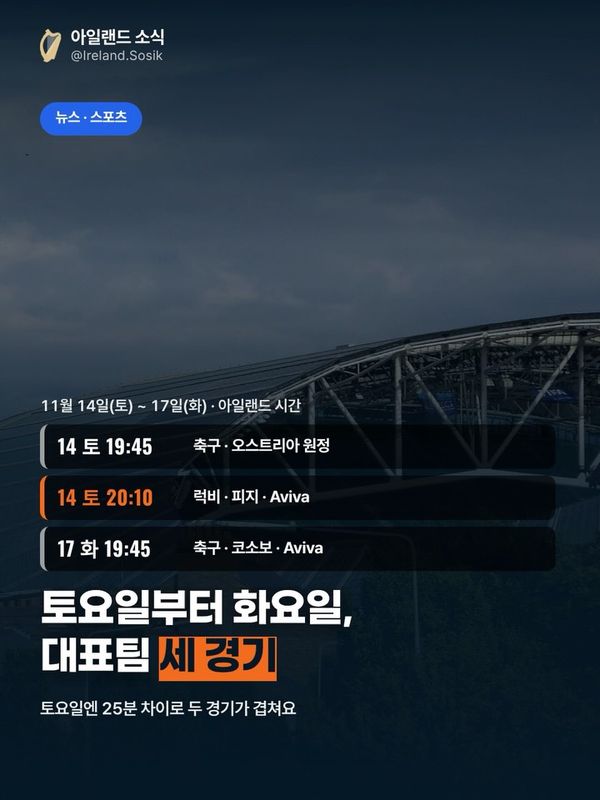 아일랜드 소식
@Ireland.Sosik
뉴스 · 스포츠
11월 14일(토) ~ 17일(화) · 아일랜드 시간
14 토 19:45 축구 · 오스트리아 원정
14 토 20:10 럭비 · 피지 · Aviva
17 화 19:45 축구 · 코소보 · Aviva
토요일부터 화요일,
대표팀 세 경기
토요일엔 25분 차이로 두 경기가 겹쳐요